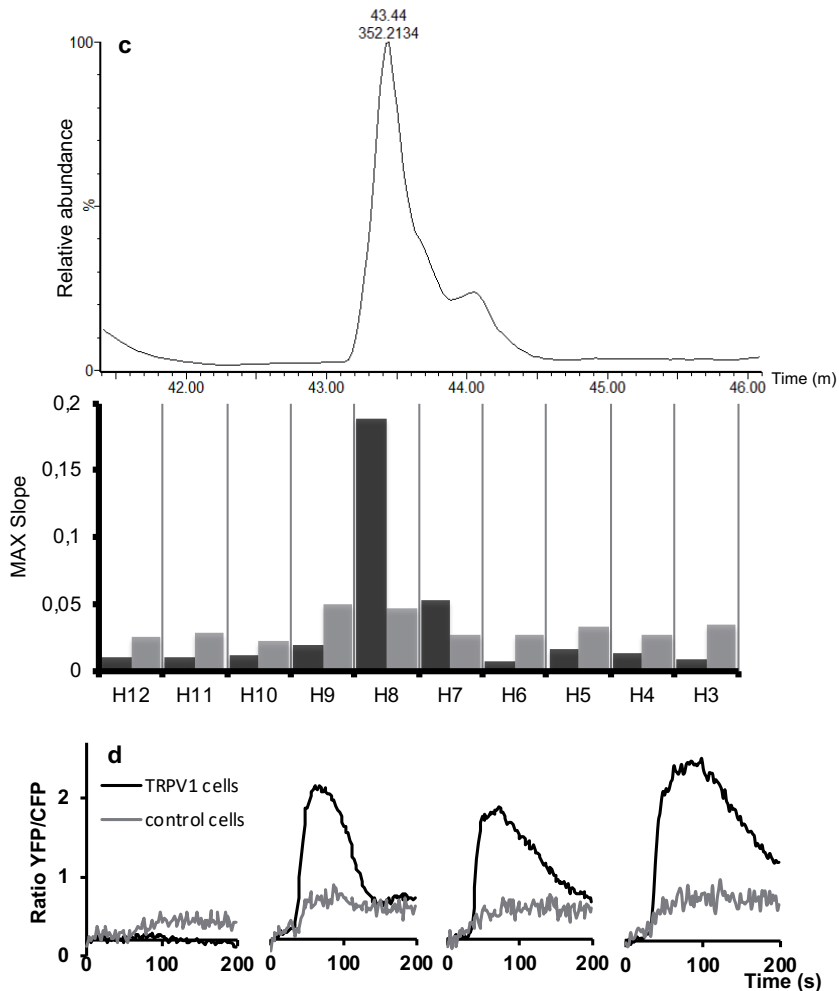 43.44
352.2134
c
100
Relative abundance
%
0
42.00 43.00 44.00 45.00 46.00 Time (m)
0,2
0,15
0,1
0,05
0
MAX Slope
H12 H11 H10 H9 H8 H7 H6 H5 H4 H3
d
TRPV1 cells
control cells
Ratio YFP/CFP
2
1
0
0 100 200 0 100 200 0 100 200 0 100 200
Time (s)